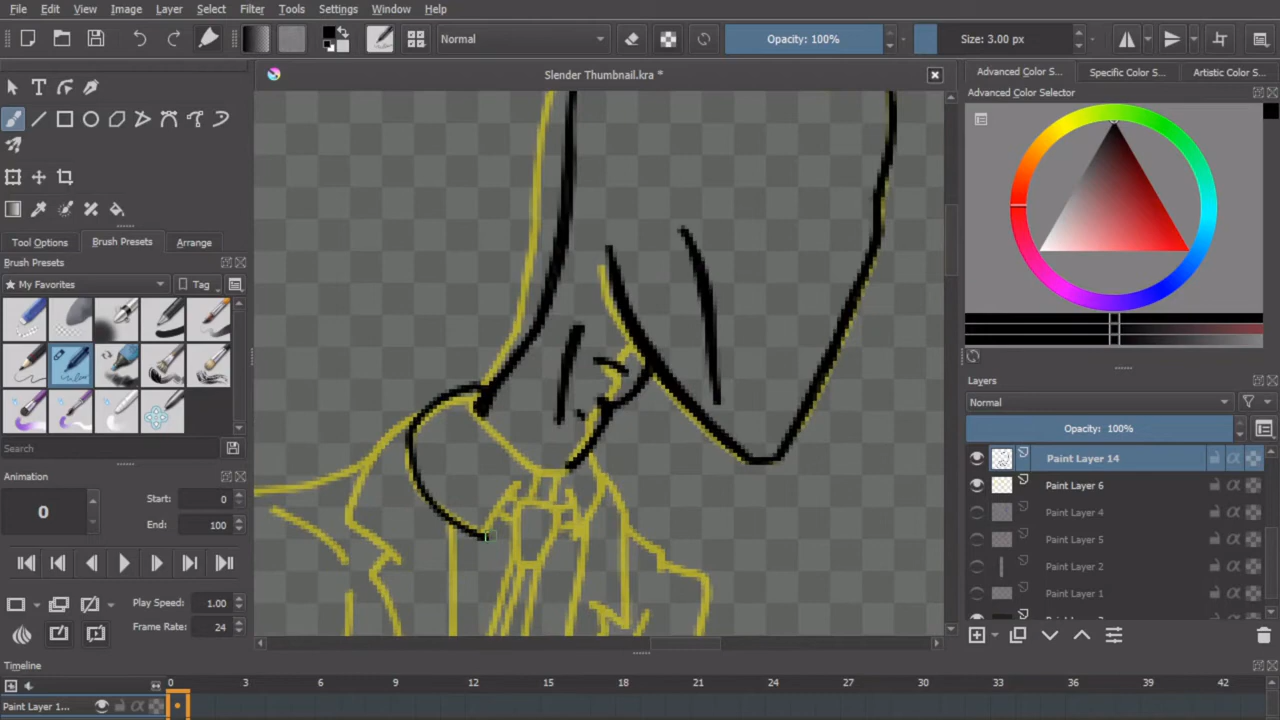 File Edit View Image Layer Select Filter Tools Settings Window Help
Normal Opacity: 100% Size: 3.00 px
Slender Thumbnail.kra *
Advanced Color S... Specific Color S... Artistic Color S...
Advanced Color Selector
Tool Options Brush Presets Arrange
Brush Presets
★ My Favorites Tag
Search
Animation
0 Start: 0
End: 100
Play Speed: 1.00
Frame Rate: 24
Layers
Normal
Opacity: 100%
Paint Layer 14
Paint Layer 6
Paint Layer 4
Paint Layer 5
Paint Layer 2
Paint Layer 1
Timeline
0 3 6 9 12 15 18 21 24 27 30 33 36 39 42
Paint Layer 1...